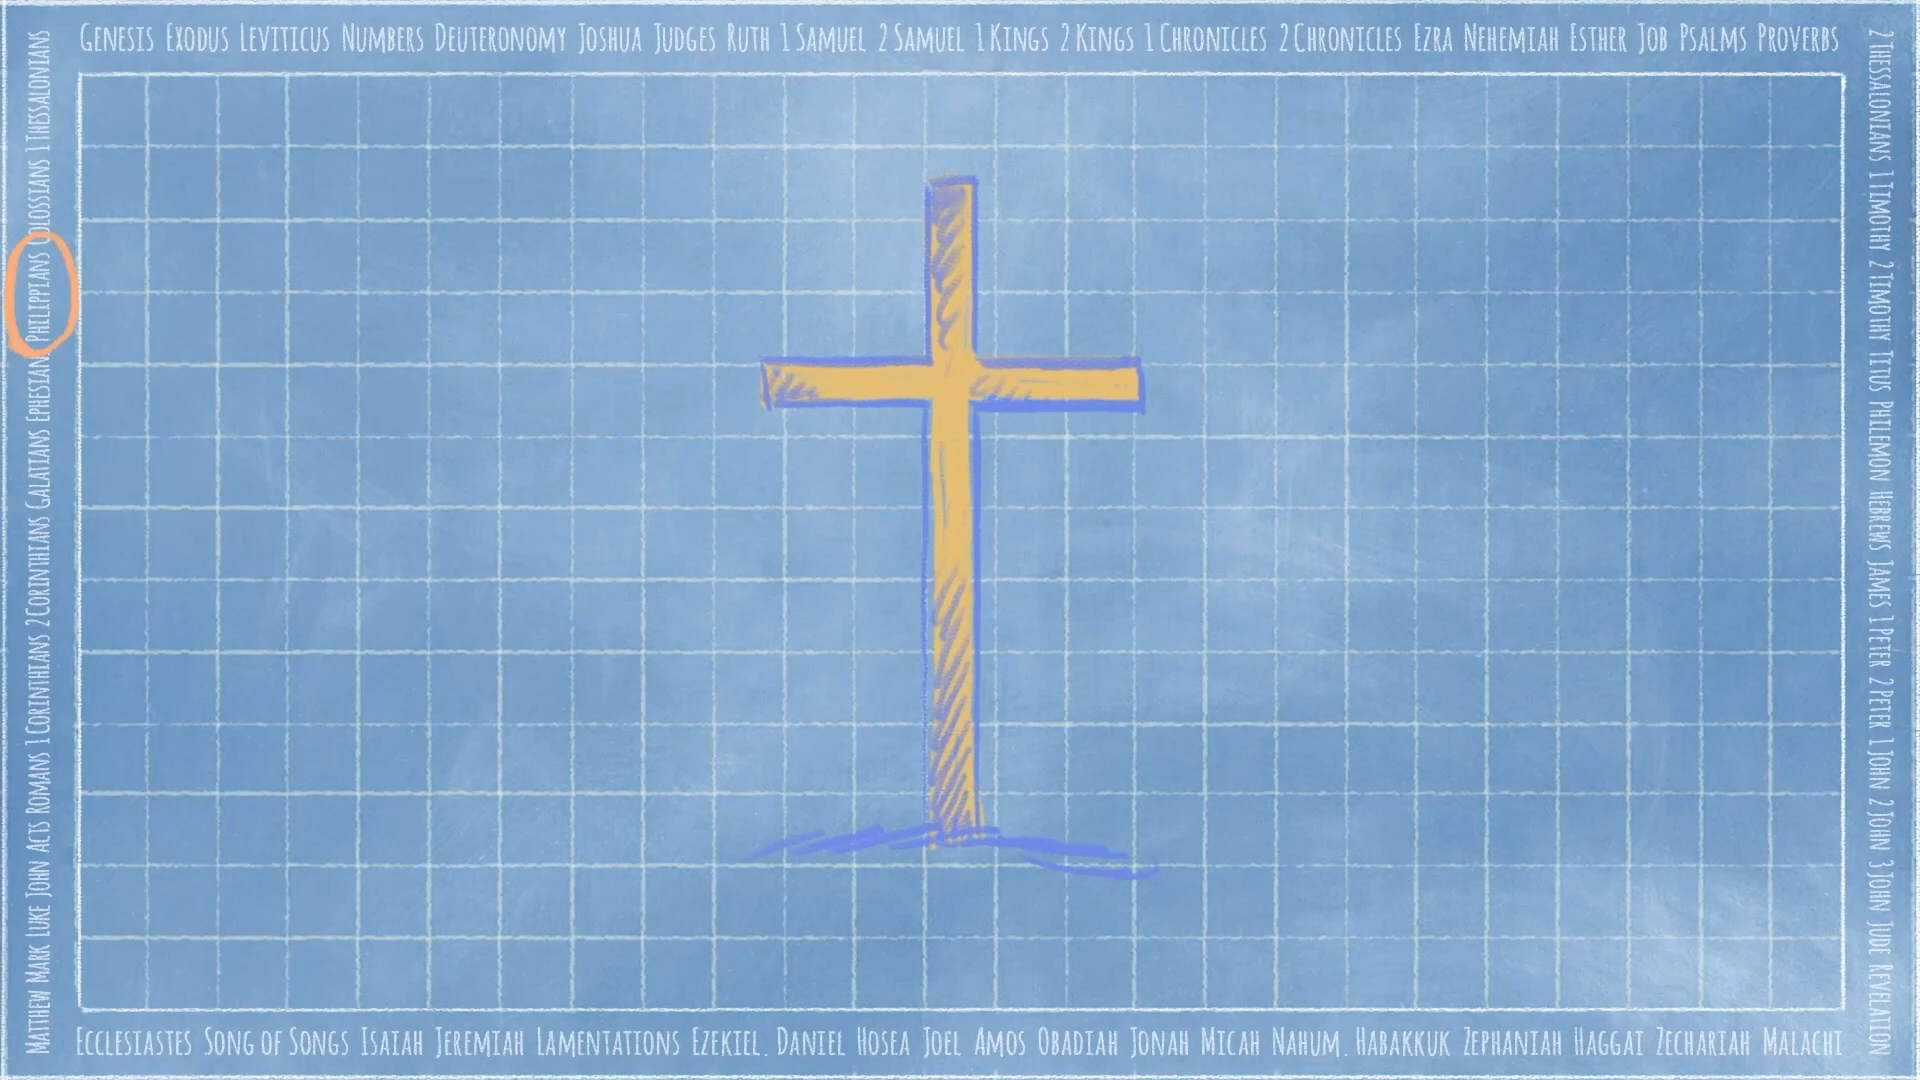 Genesis Exodus Leviticus Numbers Deuteronomy Joshua Judges Ruth 1 Samuel 2 Samuel 1 Kings 2 Kings 1 Chronicles 2 Chronicles Ezra Nehemiah Esther Job Psalms Proverbs
Ecclesiastes Song of Songs Isaiah Jeremiah Lamentations Ezekiel. Daniel Hosea Joel Amos Obadiah Jonah Micah Nahum. Habakkuk Zephaniah Haggai Zechariah Malachi
Matthew Mark Luke John Acts Romans 1 Corinthians 2 Corinthians Galatians Ephesians Philippians Colossians 1 Thessalonians
2 Thessalonians 1 Timothy 2 Timothy Titus Philemon Hebrews James 1 Peter 2 Peter 1 John 2 John 3 John Jude Revelation